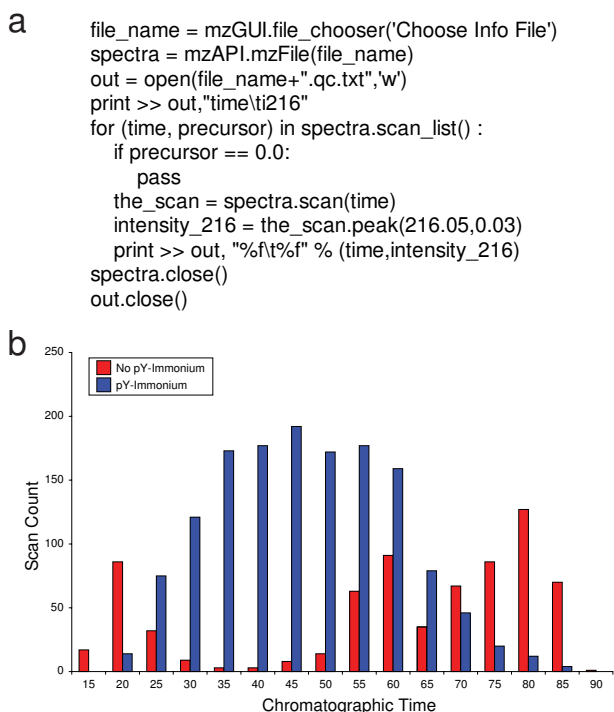 a
file_name = mzGUI.file_chooser('Choose Info File')
spectra = mzAPI.mzFile(file_name)
out = open(file_name+".qc.txt",'w')
print >> out,"time\ti216"
for (time, precursor) in spectra.scan_list() :
if precursor == 0.0:
pass
the_scan = spectra.scan(time)
intensity_216 = the_scan.peak(216.05,0.03)
print >> out, "%f\t%f" % (time,intensity_216)
spectra.close()
out.close()
b
No pY-Immonium
pY-Immonium
Scan Count
250
200
150
100
50
0
15 20 25 30 35 40 45 50 55 60 65 70 75 80 85 90
Chromatographic Time